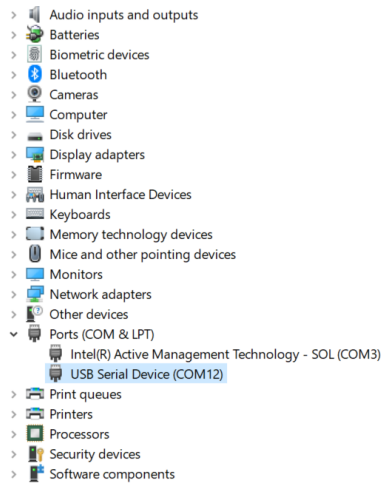 Audio inputs and outputs
Batteries
Biometric devices
Bluetooth
Cameras
Computer
Disk drives
Display adapters
Firmware
Human Interface Devices
Keyboards
Memory technology devices
Mice and other pointing devices
Monitors
Network adapters
Other devices
Ports (COM & LPT)
Intel(R) Active Management Technology - SOL (COM3)
USB Serial Device (COM12)
Print queues
Printers
Processors
Security devices
Software components